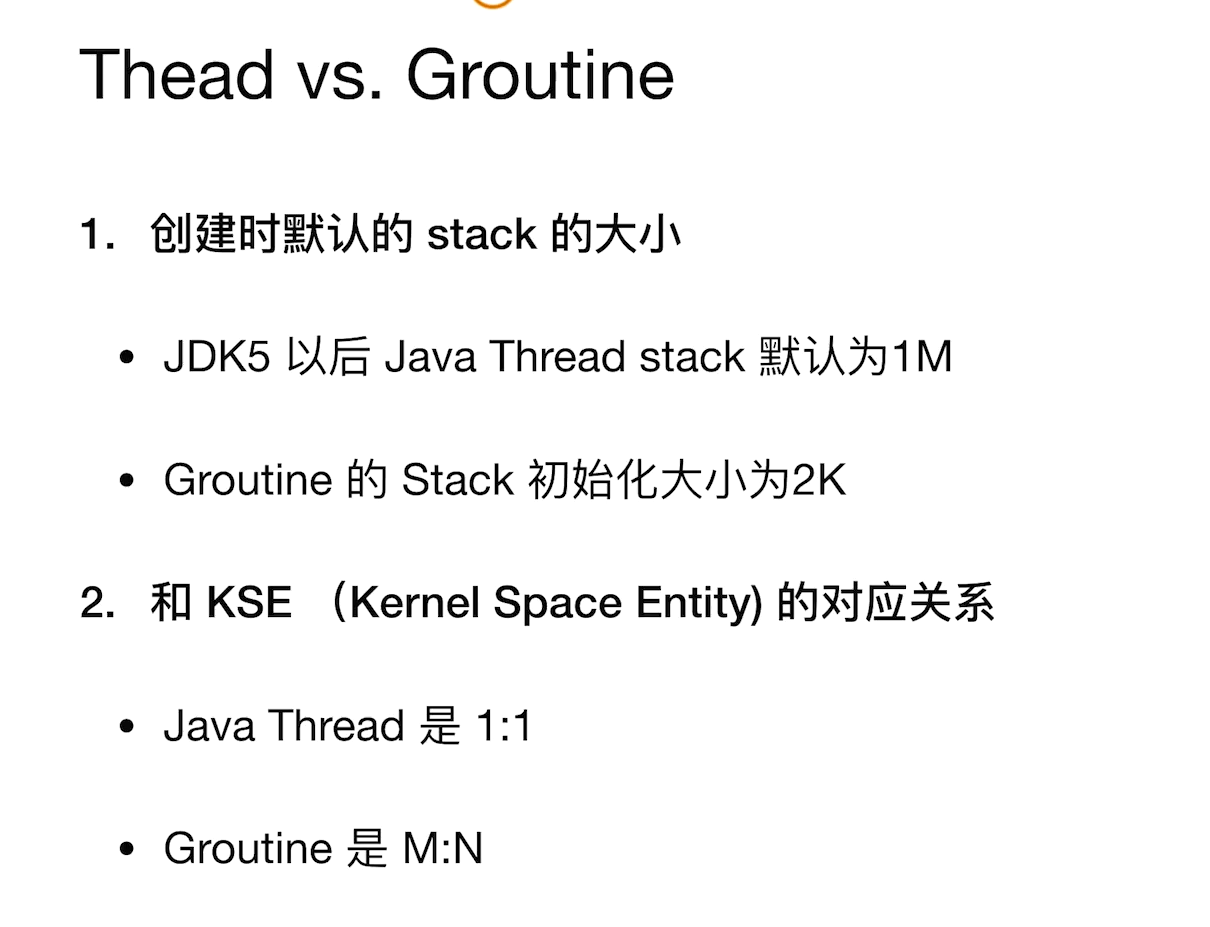 Thead vs. Groutine
1. 创建时默认的 stack 的大小
• JDK5 以后 Java Thread stack 默认为1M
• Groutine 的 Stack 初始化大小为2K
2. 和 KSE （Kernel Space Entity) 的对应关系
• Java Thread 是 1:1
• Groutine 是 M:N